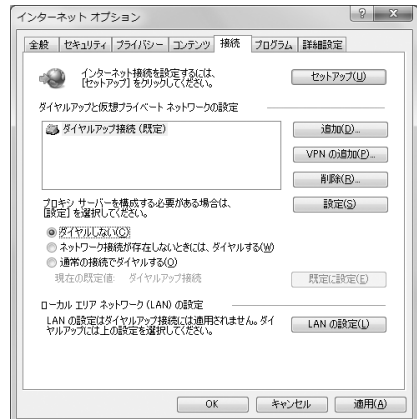 インターネット オプション
全般 セキュリティ プライバシー コンテンツ 接続 プログラム 詳細設定
インターネット接続を設定するには、
[セットアップ] をクリックしてください。
セットアップ(U)
ダイヤルアップと仮想プライベート ネットワークの設定
ダイヤルアップ接続 (既定)
追加(D)...
VPN の追加(P)...
削除(R)...
プロキシ サーバーを構成する必要がある場合は、
[設定] を選択してください。
設定(S)
ダイヤルしない(C)
ネットワーク接続が存在しないときには、ダイヤルする(W)
通常の接続でダイヤルする(O)
現在の既定値: ダイヤルアップ接続
既定に設定(E)
ローカル エリア ネットワーク (LAN) の設定
LAN の設定はダイヤルアップ接続には適用されません。ダイ
ヤルアップには上の設定を選択してください。
LAN の設定(L)
OK キャンセル 適用(A)